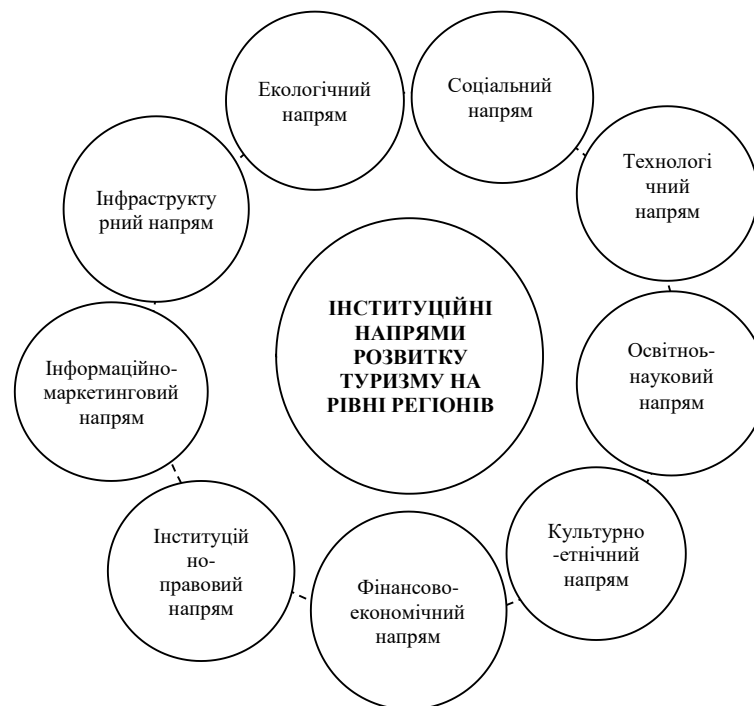 Екологічний
напрям
Соціальний
напрям
Технологі
чний
напрям
Інфраструкту
рний напрям
ІНСТИТУЦІЙНІ
НАПРЯМИ
РОЗВИТКУ
ТУРИЗМУ НА
РІВНІ РЕГІОНІВ
Освітноь-
науковий
напрям
Інформаційно-
маркетинговий
напрям
Культурно
-етнічний
напрям
Інституцій
но-
правовий
напрям
Фінансово-
економічний
напрям